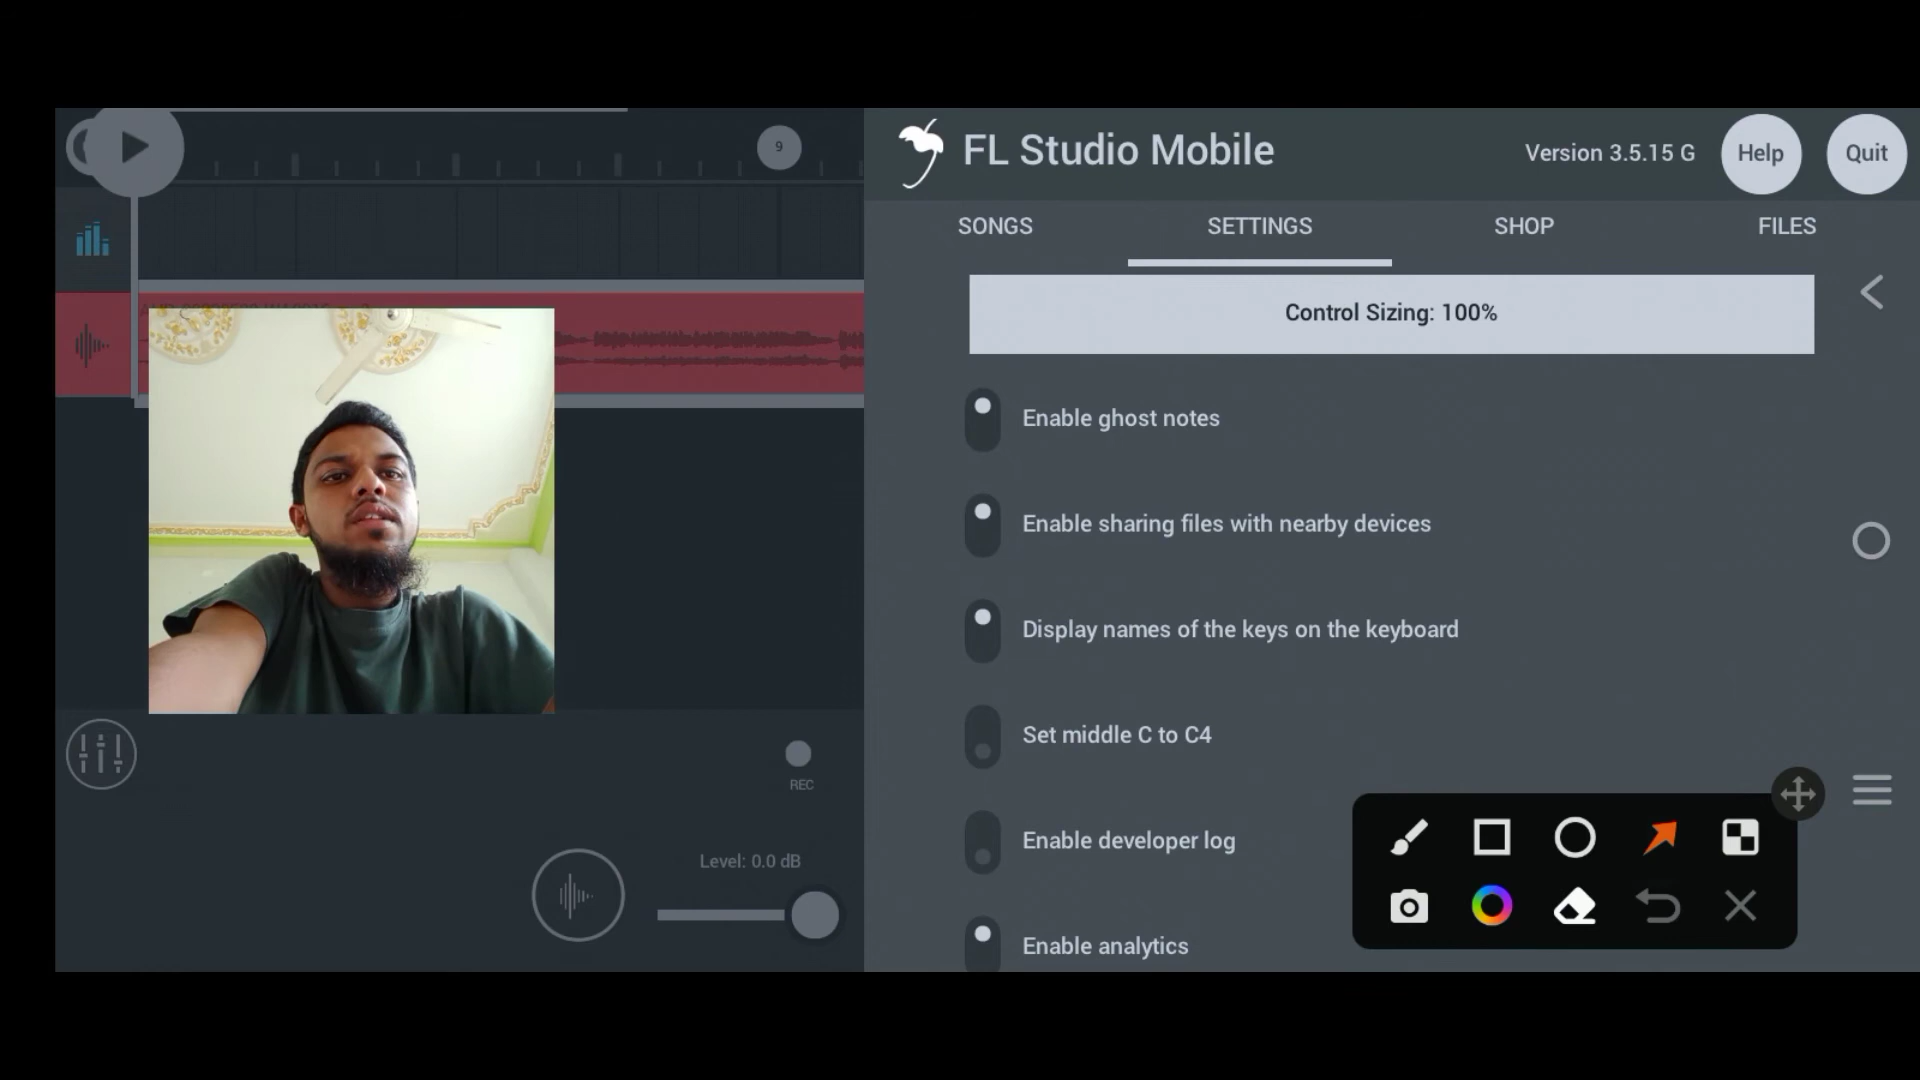 9
FL Studio Mobile
Version 3.5.15 G
Help
Quit
SONGS
SETTINGS
SHOP
FILES
Control Sizing: 100%
Enable ghost notes
Enable sharing files with nearby devices
Display names of the keys on the keyboard
Set middle C to C4
REC
Enable developer log
Level: 0.0 dB
Enable analytics